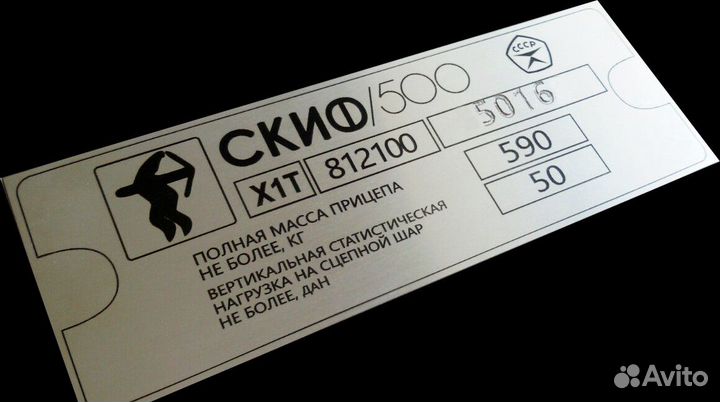 СССР
СКИФ/500
Х1Т 812100 5016
ПОЛНАЯ МАССА ПРИЦЕПА
НЕ БОЛЕЕ, КГ 590
ВЕРТИКАЛЬНАЯ СТАТИСТИЧЕСКАЯ
НАГРУЗКА НА СЦЕПНОЙ ШАР
НЕ БОЛЕЕ, ДАН 50
Avito